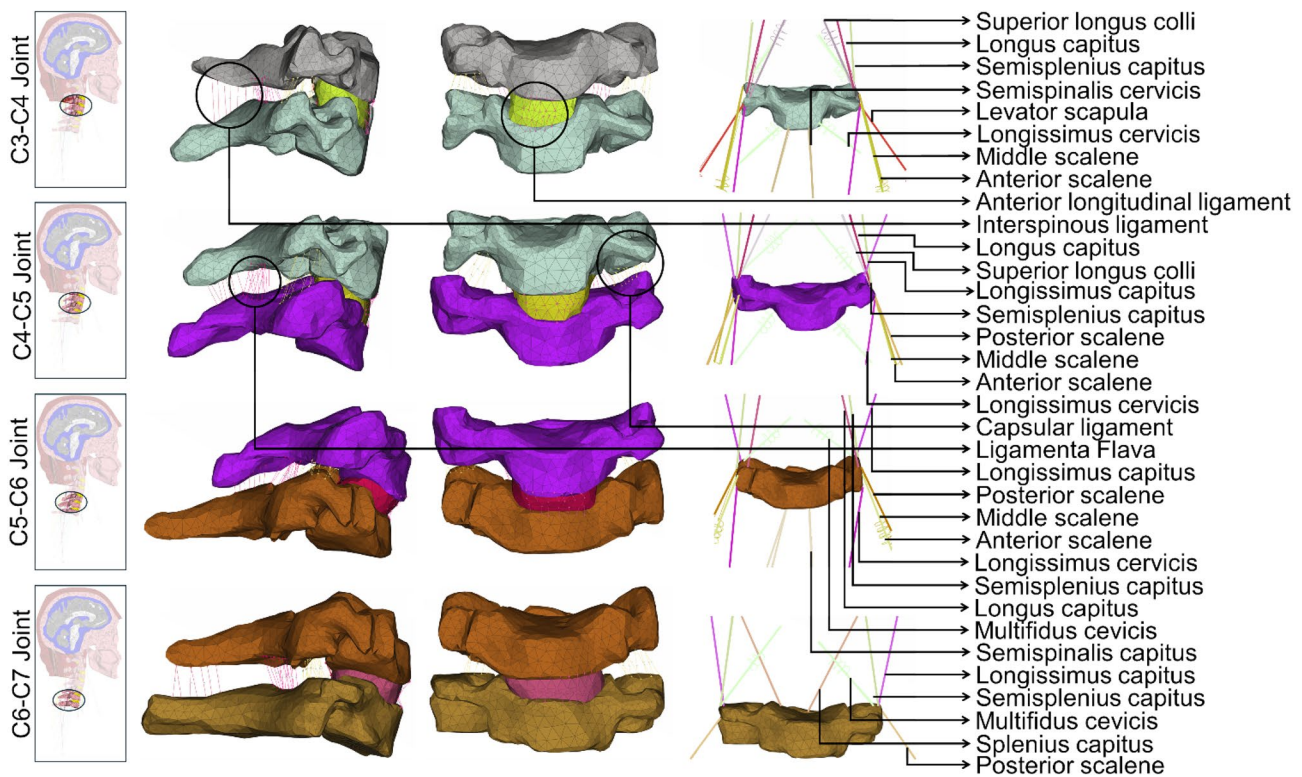 C3-C4 Joint
C4-C5 Joint
C5-C6 Joint
C6-C7 Joint
Superior longus colli
Longus capitus
Semisplenius capitus
Semispinalis cervicis
Levator scapula
Longissimus cervicis
Middle scalene
Anterior scalene
Anterior longitudinal ligament
Interspinous ligament
Longus capitus
Superior longus colli
Longissimus capitus
Semisplenius capitus
Posterior scalene
Middle scalene
Anterior scalene
Longissimus cervicis
Capsular ligament
Ligamenta Flava
Longissimus capitus
Posterior scalene
Middle scalene
Anterior scalene
Longissimus cervicis
Semisplenius capitus
Longus capitus
Multifidus cevicis
Semispinalis capitus
Longissimus capitus
Semisplenius capitus
Multifidus cevicis
Splenius capitus
Posterior scalene